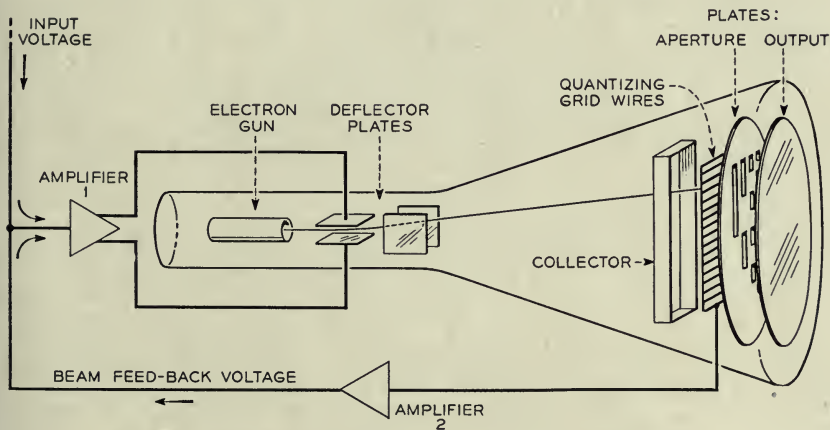 INPUT
VOLTAGE
PLATES:
APERTURE OUTPUT
QUANTIZING
GRID WIRES
ELECTRON
GUN
DEFLECTOR
PLATES
AMPLIFIER
1
COLLECTOR
BEAM FEED-BACK VOLTAGE
AMPLIFIER
2